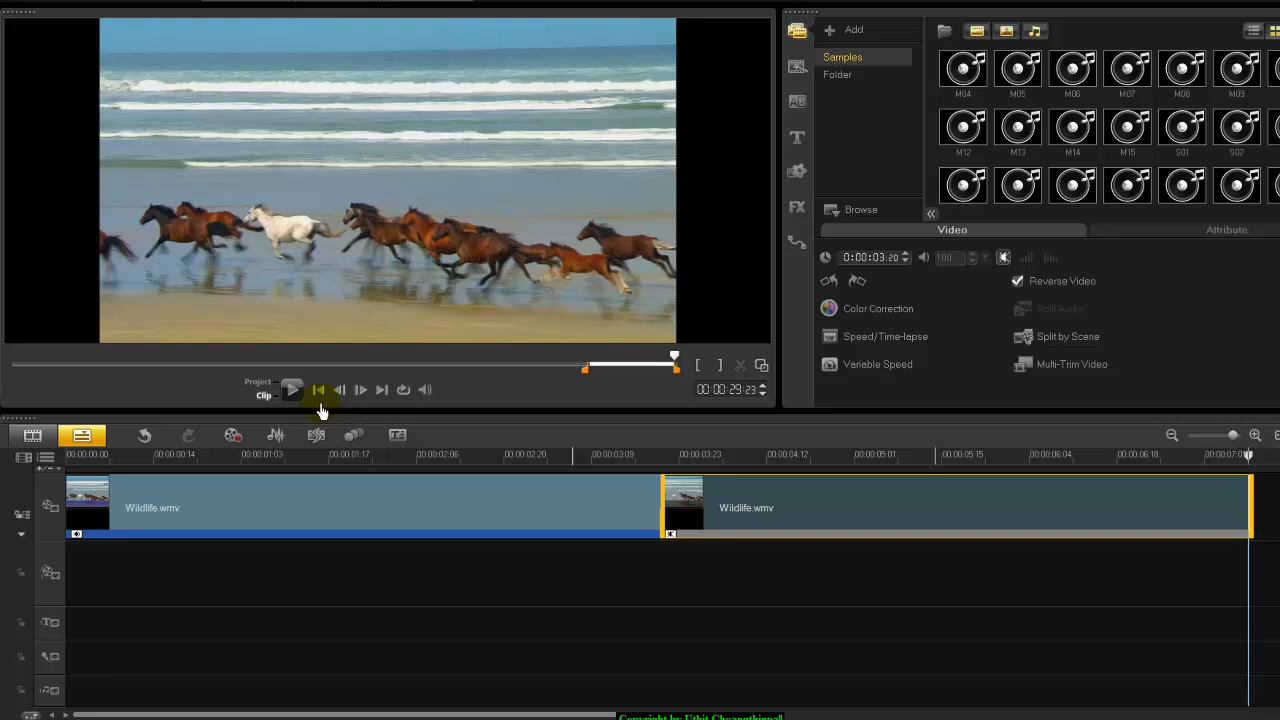 Add
Samples
Folder
Browse
M04 M05 M06 M07 M08 M09
M12 M13 M14 M15 S01 S02
Video Attribute
0:00:03.20 100
Reverse Video
Color Correction Split Audio
Speed/Time-lapse Split by Scene
Variable Speed Multi-Trim Video
Project
Clip
00:00:29:23
00:00:00:00 00:00:00:14 00:00:01:03 00:00:01:17 00:00:02:06 00:00:02:20 00:00:03:09 00:00:03:23 00:00:04:12 00:00:05:01 00:00:05:15 00:00:06:04 00:00:06:18
Wildlife.wmv Wildlife.wmv